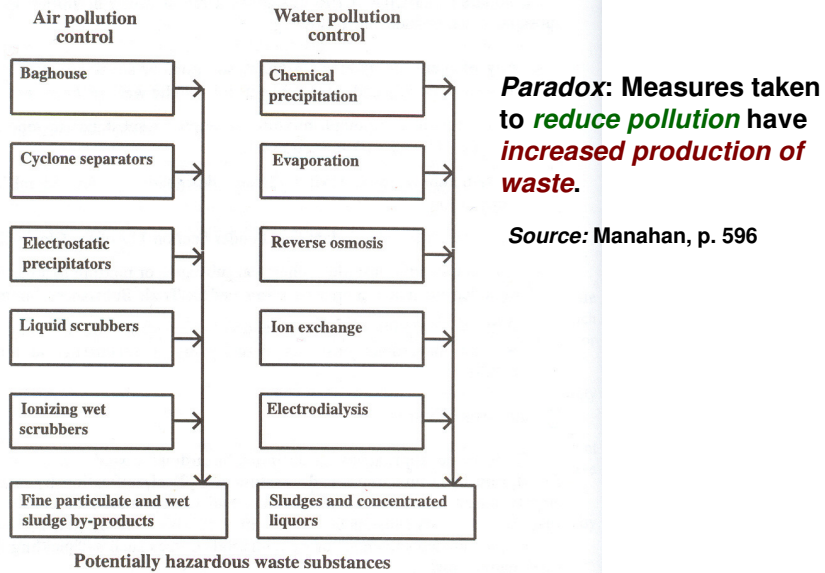 Air pollution
control
Baghouse
Cyclone separators
Electrostatic
precipitators
Liquid scrubbers
Ionizing wet
scrubbers
Fine particulate and wet
sludge by-products
Water pollution
control
Chemical
precipitation
Evaporation
Reverse osmosis
Ion exchange
Electrodialysis
Sludges and concentrated
liquors
Potentially hazardous waste substances
Paradox: Measures taken
to reduce pollution have
increased production of
waste.
Source: Manahan, p. 596